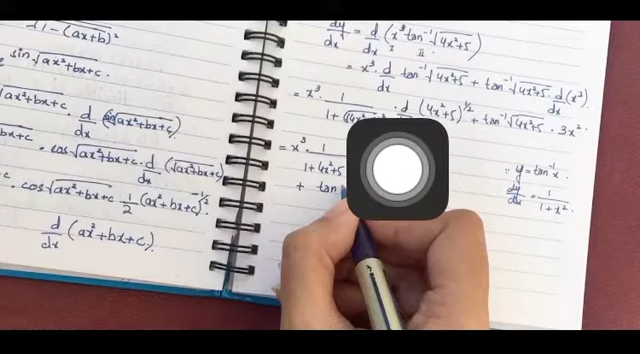 √1-(ax+b)²
sin√ax²+bx+c.
√ax²+bx+c · d/dx (√ax²+bx+c)
√bx+c · cos√ax²+bx+c · d/dx (√ax²+bx+c)
· cos√ax²+bx+c · 1/2 (ax²+bx+c)^-1/2 ·
d/dx (ax²+bx+c).
dy/dx = d/dx (x³ tan⁻¹√4x²+5)
I II
= x³ · d/dx tan⁻¹√4x²+5 + tan⁻¹√4x²+5 · d/dx (x³).
= x³ · 1/1+(√4x²+5)² · d/dx (4x²+5)^1/2 + tan⁻¹√4x²+5 · 3x²
= x³ · 1/1+4x²+5
+ tan
∵ y = tan⁻¹x.
dy/dx = 1/1+x².